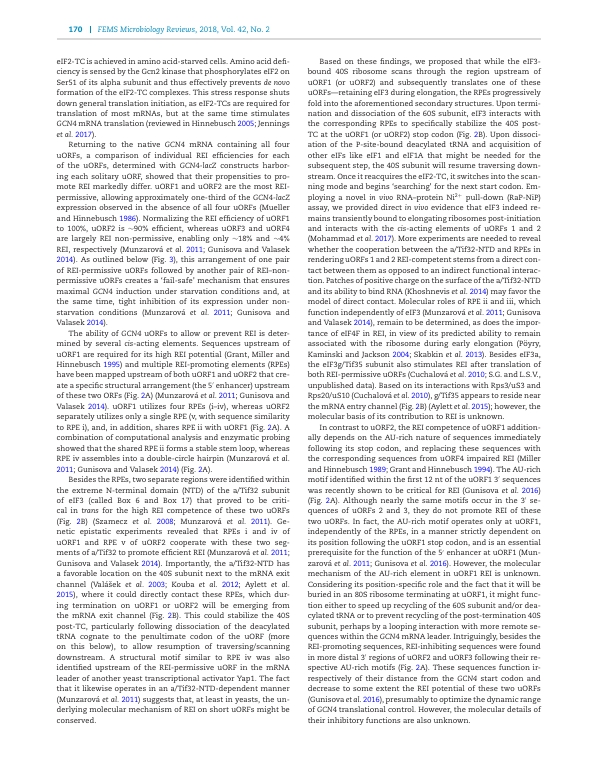 170 | FEMS Microbiology Reviews, 2018, Vol. 42, No. 2
eIF2-TC is achieved in amino acid-starved cells. Amino acid defi-
ciency is sensed by the Gcn2 kinase that phosphorylates eIF2 on
Ser51 of its alpha subunit and thus effectively prevents de novo
formation of the eIF2-TC complexes. This stress response shuts
down general translation initiation, as eIF2-TCs are required for
translation of most mRNAs, but at the same time stimulates
GCN4 mRNA translation (reviewed in Hinnebusch 2005; Jennings
et al. 2017).
Returning to the native GCN4 mRNA containing all four
uORFs, a comparison of individual REI efficiencies for each
of the uORFs, determined with GCN4-lacZ constructs harbor-
ing each solitary uORF, showed that their propensities to pro-
mote REI markedly differ. uORF1 and uORF2 are the most REI-
permissive, allowing approximately one-third of the GCN4-lacZ
expression observed in the absence of all four uORFs (Mueller
and Hinnebusch 1986). Normalizing the REI efficiency of uORF1
to 100%, uORF2 is ~90% efficient, whereas uORF3 and uORF4
are largely REI non-permissive, enabling only ~18% and ~4%
REI, respectively (Munzarová et al. 2011; Gunisova and Valasek
2014). As outlined below (Fig. 3), this arrangement of one pair
of REI-permissive uORFs followed by another pair of REI-non-
permissive uORFs creates a 'fail-safe' mechanism that ensures
maximal GCN4 induction under starvation conditions and, at
the same time, tight inhibition of its expression under non-
starvation conditions (Munzarová et al. 2011; Gunisova and
Valasek 2014).
The ability of GCN4 uORFs to allow or prevent REI is deter-
mined by several cis-acting elements. Sequences upstream of
uORF1 are required for its high REI potential (Grant, Miller and
Hinnebusch 1995) and multiple REI-promoting elements (RPEs)
have been mapped upstream of both uORF1 and uORF2 that cre-
ate a specific structural arrangement (the 5′ enhancer) upstream
of these two ORFs (Fig. 2A) (Munzarová et al. 2011; Gunisova and
Valasek 2014). uORF1 utilizes four RPEs (i–iv), whereas uORF2
separately utilizes only a single RPE (v, with sequence similarity
to RPE i), and, in addition, shares RPE ii with uORF1 (Fig. 2A). A
combination of computational analysis and enzymatic probing
showed that the shared RPE ii forms a stable stem loop, whereas
RPE iv assembles into a double-circle hairpin (Munzarová et al.
2011; Gunisova and Valasek 2014) (Fig. 2A).
Besides the RPEs, two separate regions were identified within
the extreme N-terminal domain (NTD) of the a/Tif32 subunit
of eIF3 (called Box 6 and Box 17) that proved to be criti-
cal in trans for the high REI competence of these two uORFs
(Fig. 2B) (Szamecz et al. 2008; Munzarová et al. 2011). Ge-
netic epistatic experiments revealed that RPEs i and iv of
uORF1 and RPE v of uORF2 cooperate with these two seg-
ments of a/Tif32 to promote efficient REI (Munzarová et al. 2011;
Gunisova and Valasek 2014). Importantly, the a/Tif32-NTD has
a favorable location on the 40S subunit next to the mRNA exit
channel (Valášek et al. 2003; Kouba et al. 2012; Aylett et al.
2015), where it could directly contact these RPEs, which dur-
ing termination on uORF1 or uORF2 will be emerging from
the mRNA exit channel (Fig. 2B). This could stabilize the 40S
post-TC, particularly following dissociation of the deacylated
tRNA cognate to the penultimate codon of the uORF (more
on this below), to allow resumption of traversing/scanning
downstream. A structural motif similar to RPE iv was also
identified upstream of the REI-permissive uORF in the mRNA
leader of another yeast transcriptional activator Yap1. The fact
that it likewise operates in an a/Tif32-NTD-dependent manner
(Munzarová et al. 2011) suggests that, at least in yeasts, the un-
derlying molecular mechanism of REI on short uORFs might be
conserved.
Based on these findings, we proposed that while the eIF3-
bound 40S ribosome scans through the region upstream of
uORF1 (or uORF2) and subsequently translates one of these
uORFs—retaining eIF3 during elongation, the RPEs progressively
fold into the aforementioned secondary structures. Upon termi-
nation and dissociation of the 60S subunit, eIF3 interacts with
the corresponding RPEs to specifically stabilize the 40S post-
TC at the uORF1 (or uORF2) stop codon (Fig. 2B). Upon dissoci-
ation of the P-site-bound deacylated tRNA and acquisition of
other eIFs like eIF1 and eIF1A that might be needed for the
subsequent step, the 40S subunit will resume traversing down-
stream. Once it reacquires the eIF2-TC, it switches into the scan-
ning mode and begins 'searching' for the next start codon. Em-
ploying a novel in vivo RNA–protein Ni2+ pull-down (RaP-NiP)
assay, we provided direct in vivo evidence that eIF3 indeed re-
mains transiently bound to elongating ribosomes post-initiation
and interacts with the cis-acting elements of uORFs 1 and 2
(Mohammad et al. 2017). More experiments are needed to reveal
whether the cooperation between the a/Tif32-NTD and RPEs in
rendering uORFs 1 and 2 REI-competent stems from a direct con-
tact between them as opposed to an indirect functional interac-
tion. Patches of positive charge on the surface of the a/Tif32-NTD
and its ability to bind RNA (Khoshnevis et al. 2014) may favor the
model of direct contact. Molecular roles of RPE ii and iii, which
function independently of eIF3 (Munzarová et al. 2011; Gunisova
and Valasek 2014), remain to be determined, as does the impor-
tance of eIF4F in REI, in view of its predicted ability to remain
associated with the ribosome during early elongation (Pöyry,
Kaminski and Jackson 2004; Skabkin et al. 2013). Besides eIF3a,
the eIF3g/Tif35 subunit also stimulates REI after translation of
both REI-permissive uORFs (Cuchalová et al. 2010; S.G. and L.S.V.,
unpublished data). Based on its interactions with Rps3/uS3 and
Rps20/uS10 (Cuchalová et al. 2010), g/Tif35 appears to reside near
the mRNA entry channel (Fig. 2B) (Aylett et al. 2015); however, the
molecular basis of its contribution to REI is unknown.
In contrast to uORF2, the REI competence of uORF1 addition-
ally depends on the AU-rich nature of sequences immediately
following its stop codon, and replacing these sequences with
the corresponding sequences from uORF4 impaired REI (Miller
and Hinnebusch 1989; Grant and Hinnebusch 1994). The AU-rich
motif identified within the first 12 nt of the uORF1 3′ sequences
was recently shown to be critical for REI (Gunisova et al. 2016)
(Fig. 2A). Although nearly the same motifs occur in the 3′ se-
quences of uORFs 2 and 3, they do not promote REI of these
two uORFs. In fact, the AU-rich motif operates only at uORF1,
independently of the RPEs, in a manner strictly dependent on
its position following the uORF1 stop codon, and is an essential
prerequisite for the function of the 5′ enhancer at uORF1 (Mun-
zarová et al. 2011; Gunisova et al. 2016). However, the molecular
mechanism of the AU-rich element in uORF1 REI is unknown.
Considering its position-specific role and the fact that it will be
buried in an 80S ribosome terminating at uORF1, it might func-
tion either to speed up recycling of the 60S subunit and/or dea-
cylated tRNA or to prevent recycling of the post-termination 40S
subunit, perhaps by a looping interaction with more remote se-
quences within the GCN4 mRNA leader. Intriguingly, besides the
REI-promoting sequences, REI-inhibiting sequences were found
in more distal 3′ regions of uORF2 and uORF3 following their re-
spective AU-rich motifs (Fig. 2A). These sequences function ir-
respectively of their distance from the GCN4 start codon and
decrease to some extent the REI potential of these two uORFs
(Gunisova et al. 2016), presumably to optimize the dynamic range
of GCN4 translational control. However, the molecular details of
their inhibitory functions are also unknown.